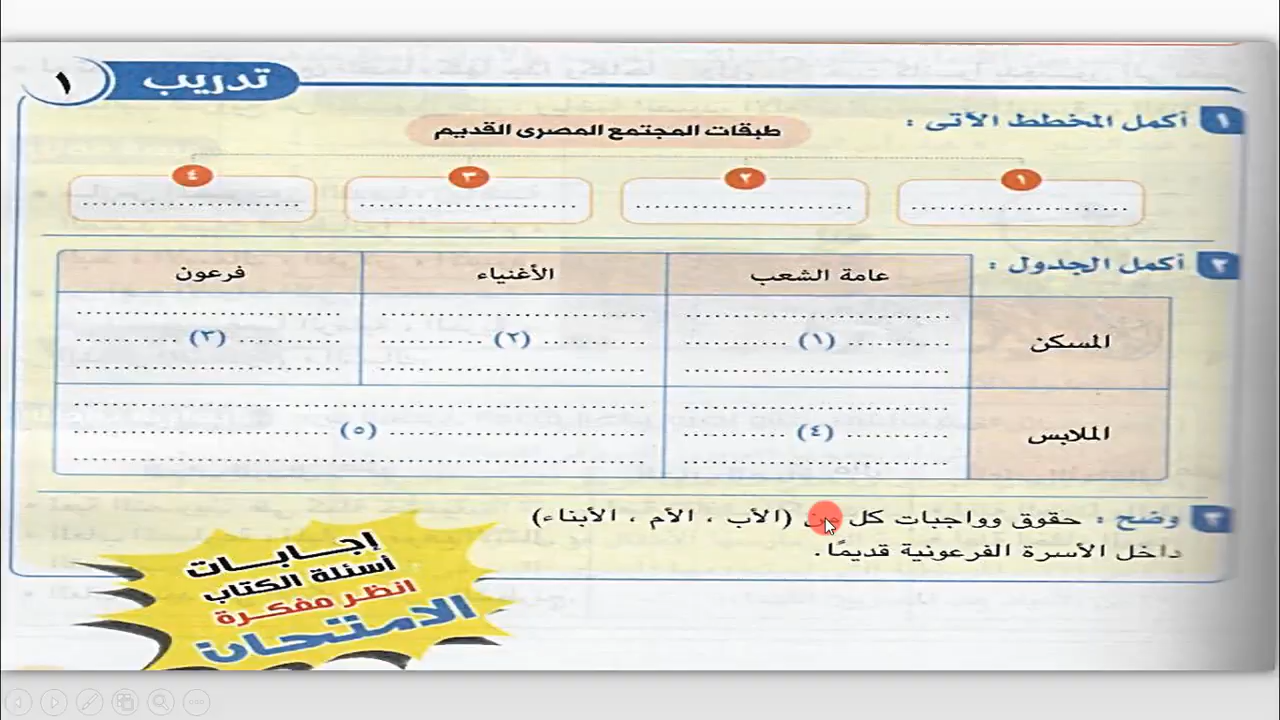 تدريب ١
١ أكمل المخطط الآتى :
طبقات المجتمع المصرى القديم
١ ٢ ٣ ٤
٢ أكمل الجدول :
عامة الشعب الأغنياء فرعون
المسكن (١) (٢) (٣)
الملابس (٤) (٥)
٣ وضح : حقوق وواجبات كل من (الأب ، الأم ، الأبناء)
داخل الأسرة الفرعونية قديمًا.
إجـابـات
أسئلة الكتاب
انظر مفكرة
الامتحان